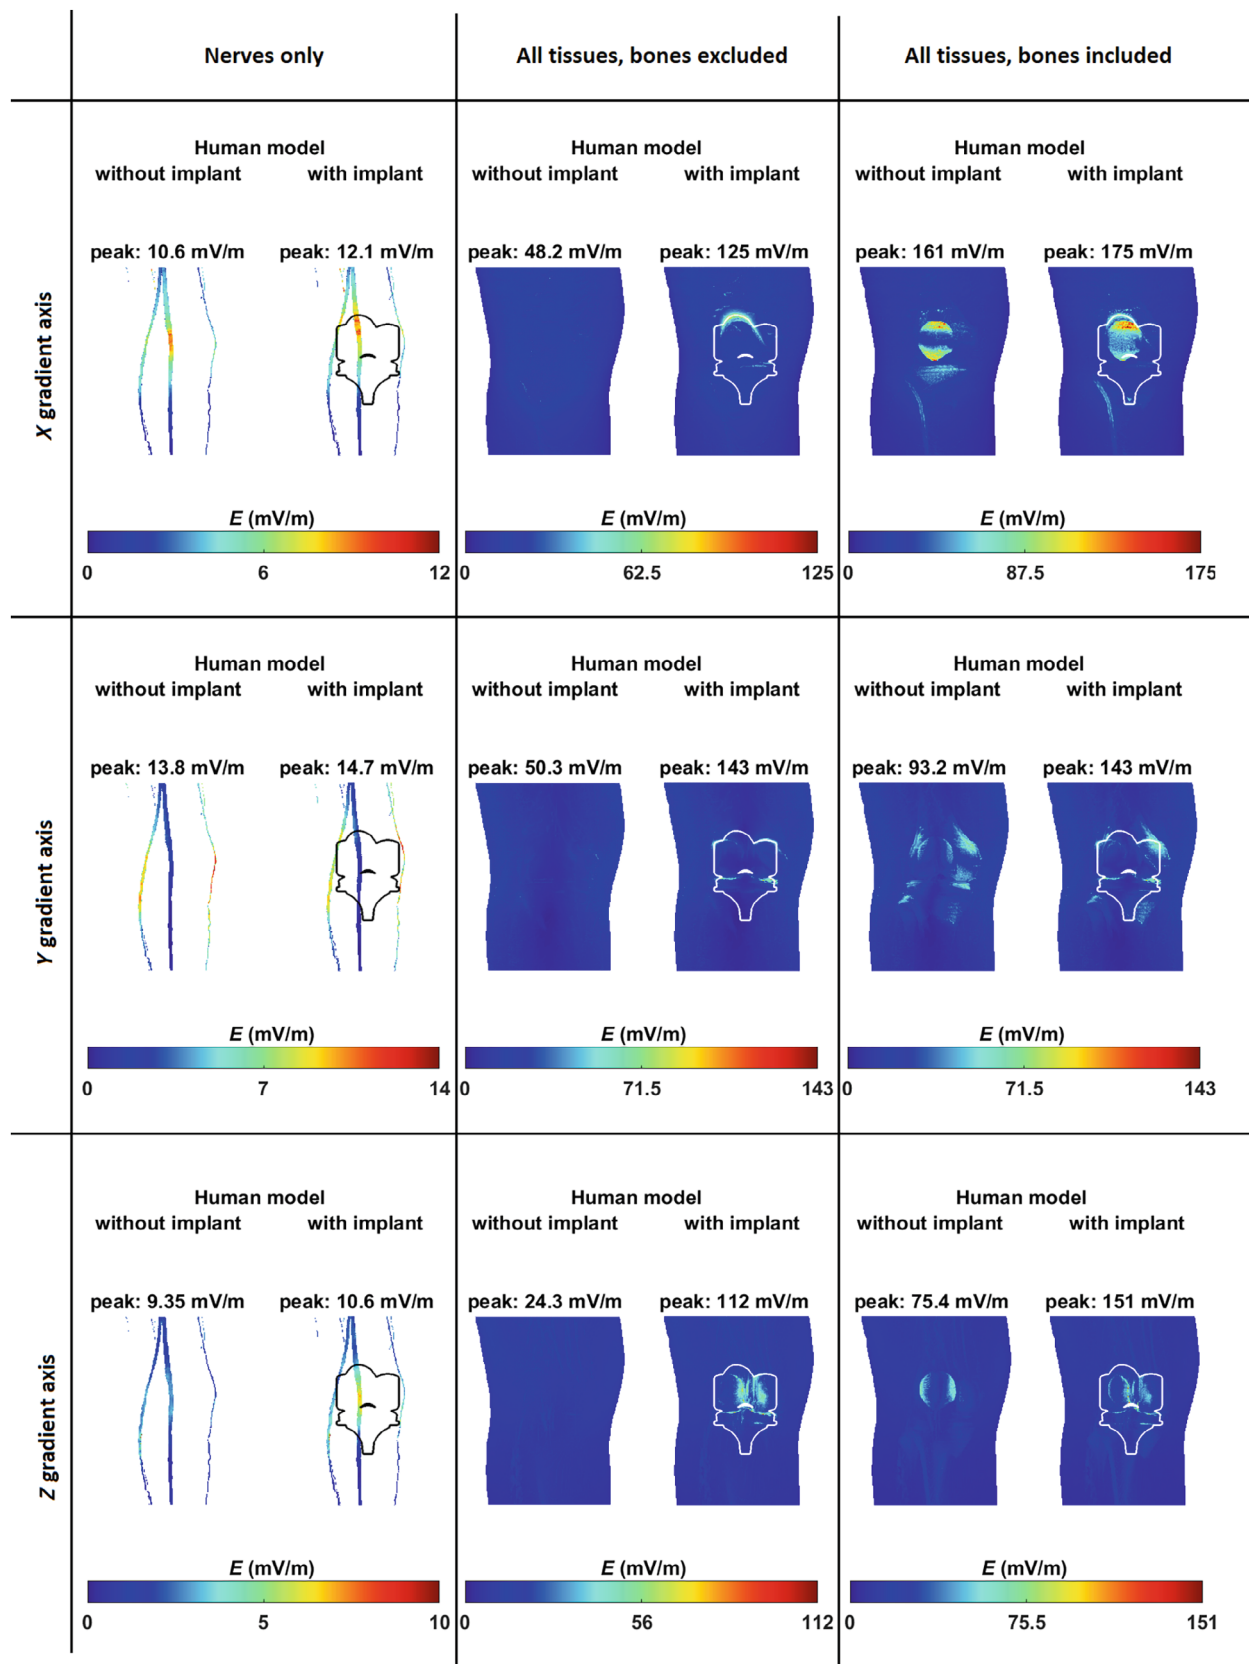 Nerves only
All tissues, bones excluded
All tissues, bones included
X gradient axis
Human model
without implant with implant
peak: 10.6 mV/m peak: 12.1 mV/m
E (mV/m)
0 6 12
Human model
without implant with implant
peak: 48.2 mV/m peak: 125 mV/m
E (mV/m)
0 62.5 125
Human model
without implant with implant
peak: 161 mV/m peak: 175 mV/m
E (mV/m)
0 87.5 175
Y gradient axis
Human model
without implant with implant
peak: 13.8 mV/m peak: 14.7 mV/m
E (mV/m)
0 7 14
Human model
without implant with implant
peak: 50.3 mV/m peak: 143 mV/m
E (mV/m)
0 71.5 143
Human model
without implant with implant
peak: 93.2 mV/m peak: 143 mV/m
E (mV/m)
0 71.5 143
Z gradient axis
Human model
without implant with implant
peak: 9.35 mV/m peak: 10.6 mV/m
E (mV/m)
0 5 10
Human model
without implant with implant
peak: 24.3 mV/m peak: 112 mV/m
E (mV/m)
0 56 112
Human model
without implant with implant
peak: 75.4 mV/m peak: 151 mV/m
E (mV/m)
0 75.5 151